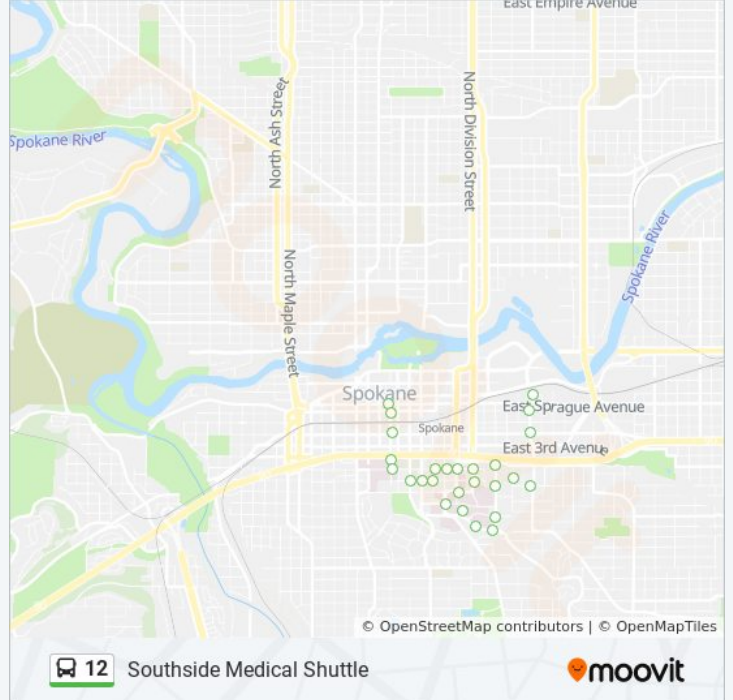 East Empire Avenue
North Ash Street
North Division Street
Spokane River
Spokane River
North Maple Street
Spokane
East Sprague Avenue
Spokane
East 3rd Avenue
© OpenStreetMap contributors | © OpenMapTiles
12 Southside Medical Shuttle
moovit